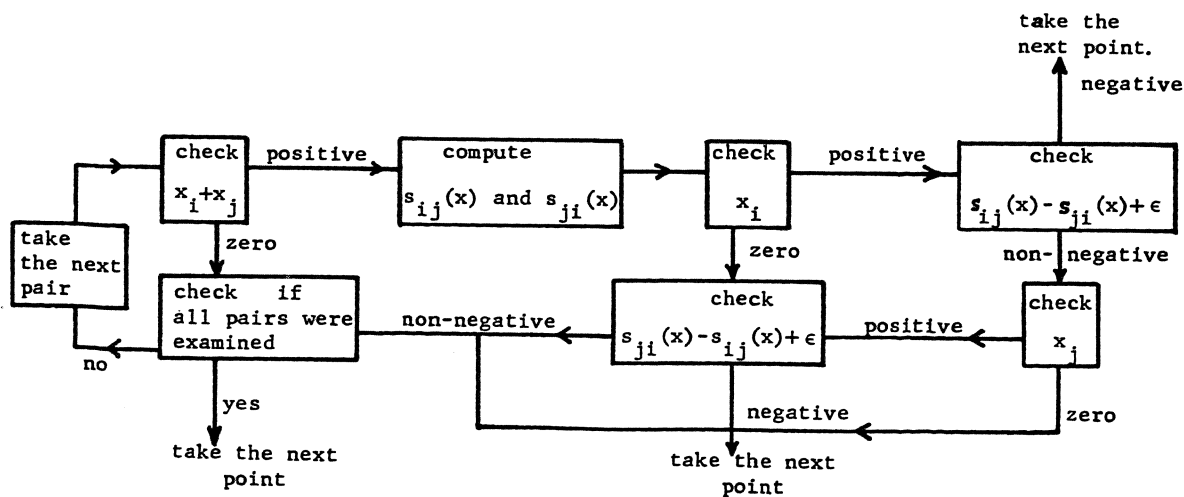 take the
next point.
negative
check
x_i+x_j
positive
compute
s_ij(x) and s_ji(x)
check
x_i
positive
check
s_ij(x)-s_ji(x)+ε
take
the next
pair
zero
zero
non-negative
check if
all pairs were
examined
non-negative
check
s_ji(x)-s_ij(x)+ε
positive
check
x_j
no
yes
negative
zero
take the next
point
take the next
point